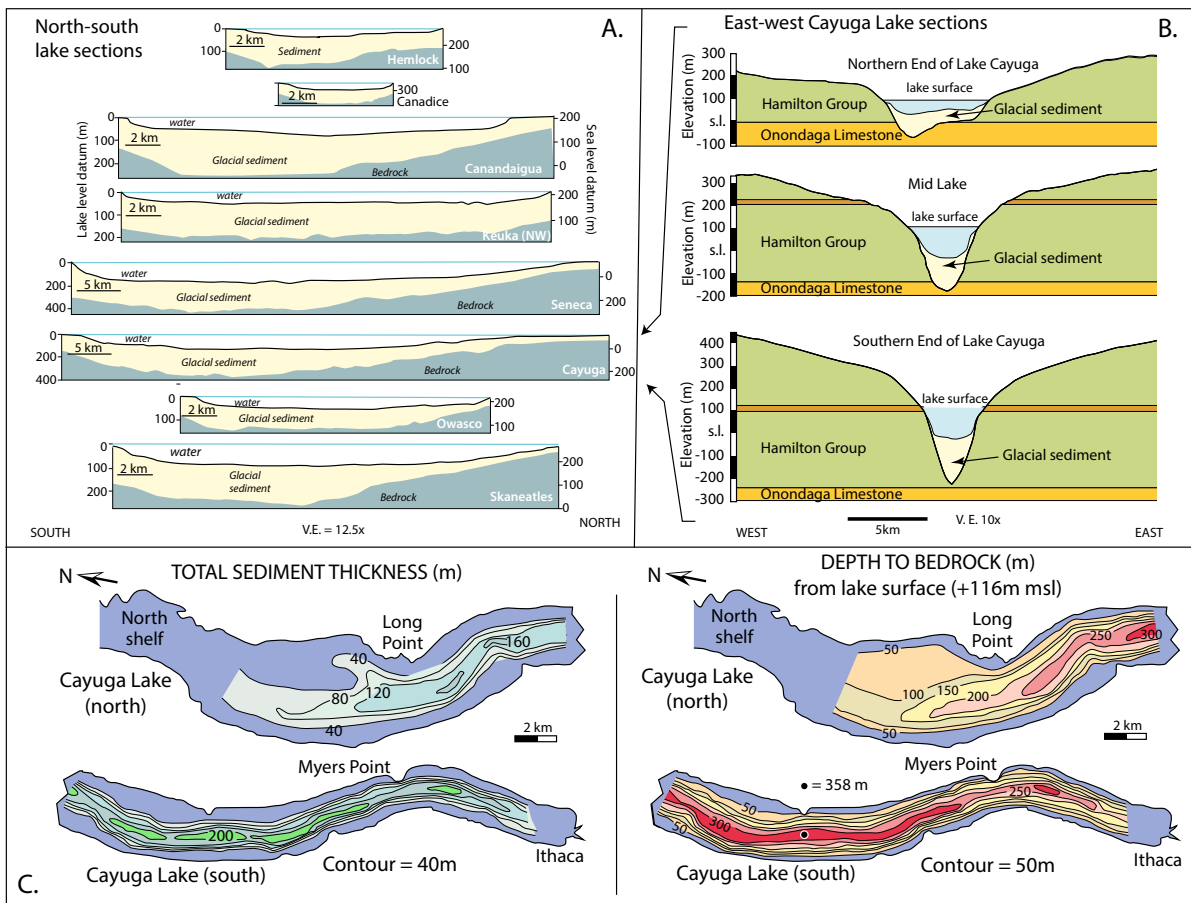 North-south
lake sections
A.
0
100
2 km
Sediment
Hemlock
200
100
2 km
300
Canadice
0
100
200
water
2 km
Glacial sediment
Bedrock
Canandaigua
200
100
0
Lake level datum (m)
Sea level datum (m)
0
100
200
water
2 km
Glacial sediment
Bedrock
Keuka (NW)
200
100
0
200
400
water
5 km
Glacial sediment
Bedrock
Seneca
0
200
0
200
400
water
5 km
Glacial sediment
Bedrock
Cayuga
0
200
0
100
water
2 km
Glacial sediment
Owasco
200
100
0
100
200
water
2 km
Glacial
sediment
Bedrock
Skaneatles
200
100
0
SOUTH
V.E. = 12.5x
NORTH
East-west Cayuga Lake sections
B.
Northern End of Lake Cayuga
300
200
100
s.l.
-100
Elevation (m)
lake surface
Hamilton Group
Glacial sediment
Onondaga Limestone
Mid Lake
300
200
100
s.l.
-100
-200
Elevation (m)
lake surface
Hamilton Group
Glacial sediment
Onondaga Limestone
Southern End of Lake Cayuga
400
300
200
100
s.l.
-100
-200
-300
Elevation (m)
lake surface
Hamilton Group
Glacial sediment
Onondaga Limestone
WEST
5km
V. E. 10x
EAST
N
TOTAL SEDIMENT THICKNESS (m)
North
shelf
Long
Point
Cayuga Lake
(north)
40
80
120
160
40
2 km
Myers Point
200
Ithaca
Contour = 40m
Cayuga Lake (south)
C.
N
DEPTH TO BEDROCK (m)
from lake surface (+116m msl)
North
shelf
Long
Point
Cayuga Lake
(north)
50
100
150
200
250
300
50
2 km
Myers Point
= 358 m
50
300
50
250
Ithaca
Cayuga Lake (south)
Contour = 50m